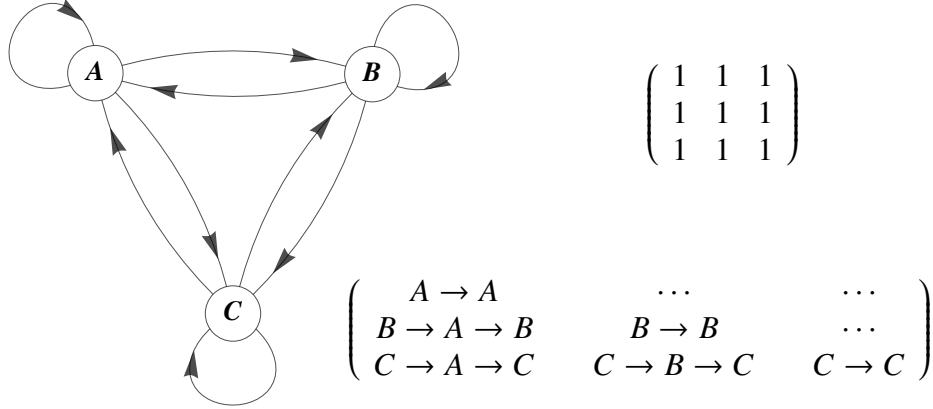 A
B
C
1 1 1
1 1 1
1 1 1
A → A ⋯ ⋯
B → A → B B → B ⋯
C → A → C C → B → C C → C